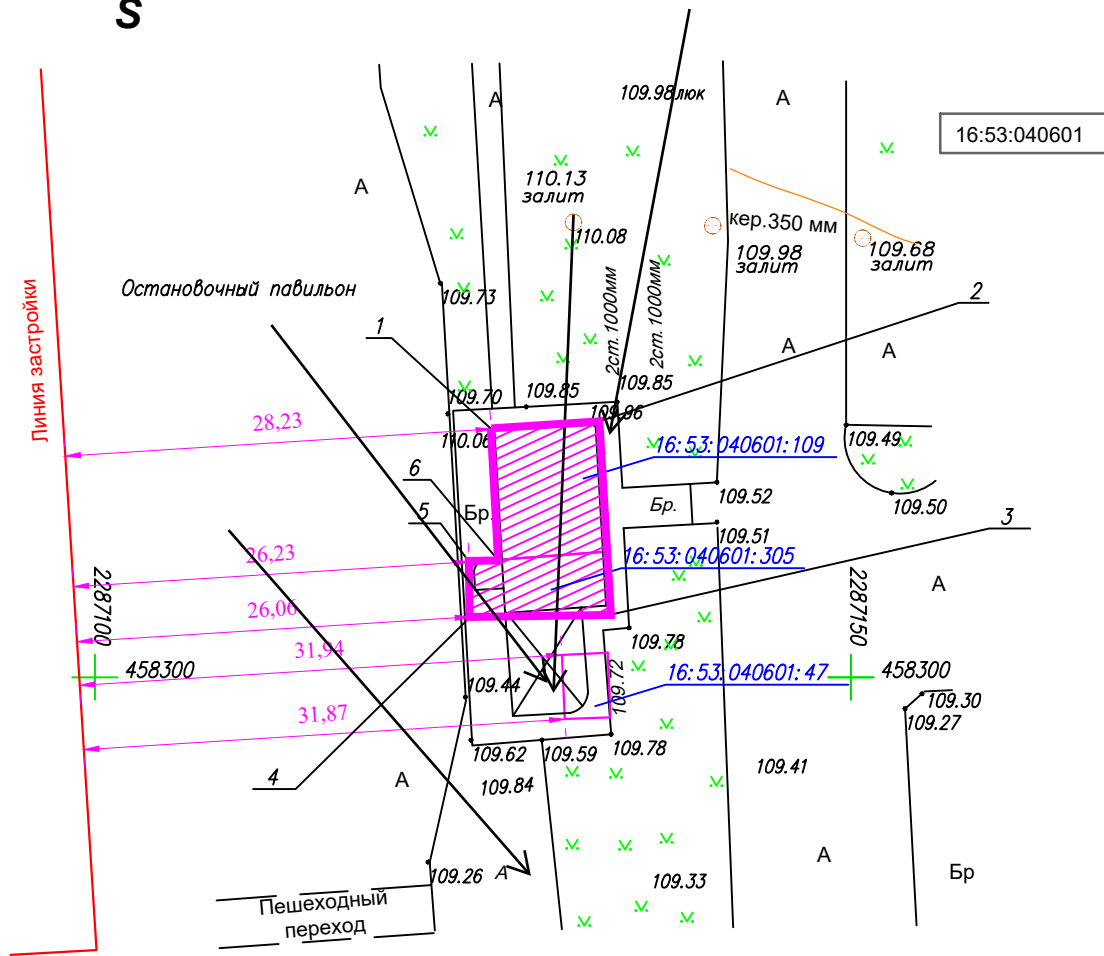 S
109.98 люк
А
А
16:53:040601
А
110.13
залит
110.08
кер.350 мм
109.98
залит
109.68
залит
Остановочный павильон
109.73
2ст.1000мм
2ст.1000мм
2
Линия застройки
1
А
А
109.70
109.85
109.85
109.96
28,23
110.06
16:53:040601:109
109.49
6
5
Бр.
Бр.
109.52
109.50
109.51
3
26,23
16:53:040601:305
2287100
2287150
А
26,06
31,94
109.78
458300
16:53:040601:47
458300
109.44
109.72
109.30
31,87
109.27
109.62
109.59
109.78
4
А
109.84
109.41
109.26
А
109.33
А
Бр
Пешеходный
переход